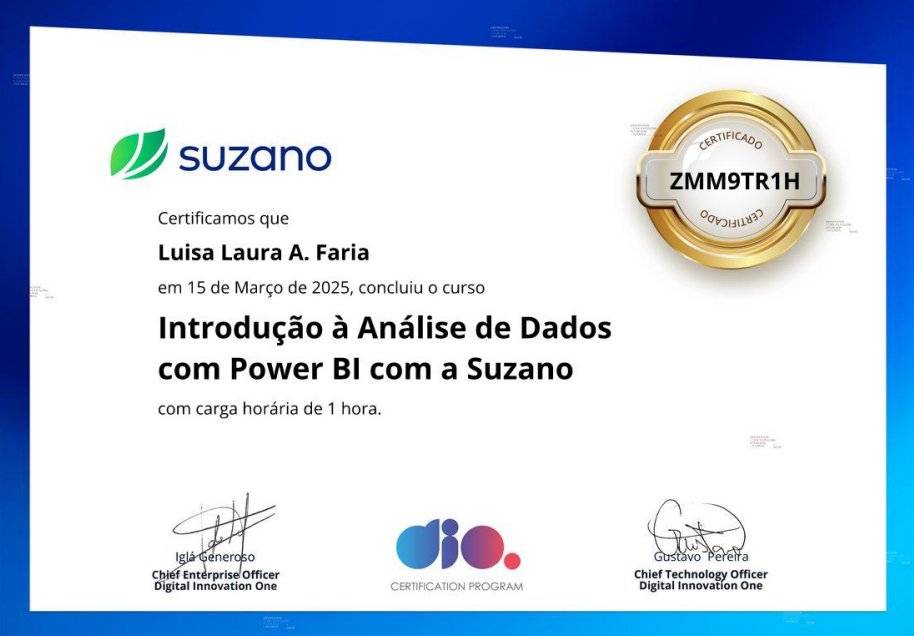 suzano
CERTIFICADO
ZMM9TR1H
CERTIFICADO
Certificamos que
Luisa Laura A. Faria
em 15 de Março de 2025, concluiu o curso
Introdução à Análise de Dados
com Power BI com a Suzano
com carga horária de 1 hora.
Iglá Generoso
Chief Enterprise Officer
Digital Innovation One
dio.
CERTIFICATION PROGRAM
Gustavo Pereira
Chief Technology Officer
Digital Innovation One